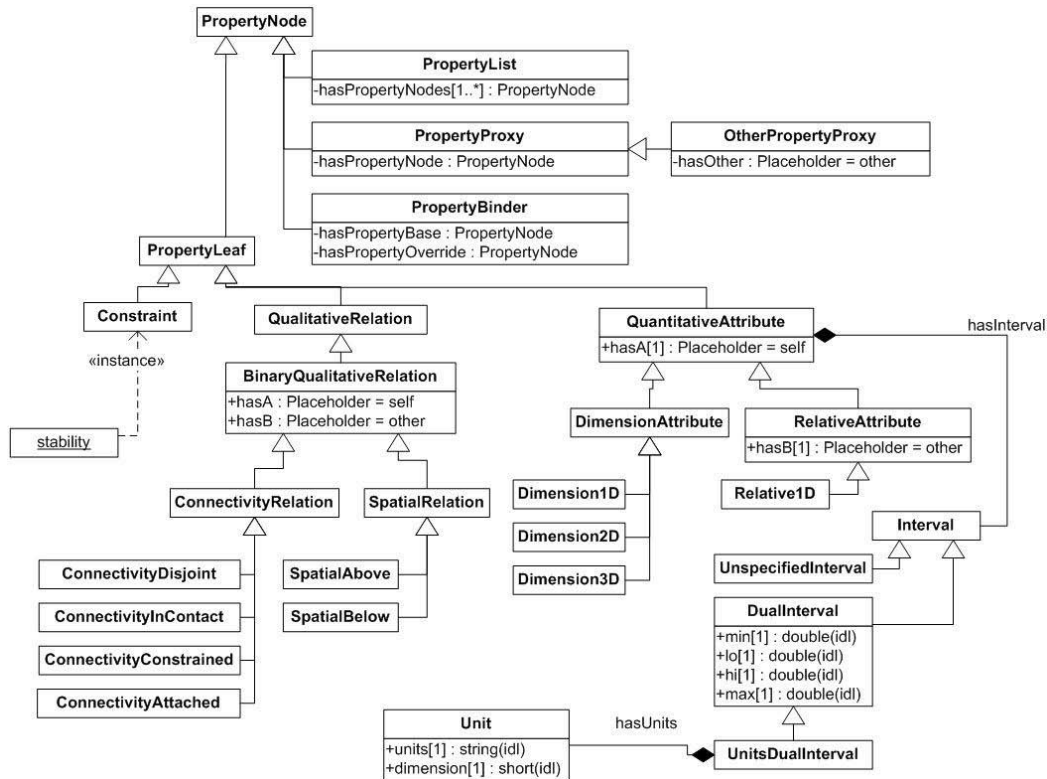 PropertyNode
PropertyList
-hasPropertyNodes[1..*] : PropertyNode
PropertyProxy
-hasPropertyNode : PropertyNode
OtherPropertyProxy
-hasOther : Placeholder = other
PropertyBinder
-hasPropertyBase : PropertyNode
-hasPropertyOverride : PropertyNode
PropertyLeaf
Constraint
QualitativeRelation
QuantitativeAttribute
+hasA[1] : Placeholder = self
hasInterval
«instance»
BinaryQualitativeRelation
+hasA : Placeholder = self
+hasB : Placeholder = other
stability
DimensionAttribute
RelativeAttribute
+hasB[1] : Placeholder = other
ConnectivityRelation
SpatialRelation
Dimension1D
Relative1D
Dimension2D
Interval
ConnectivityDisjoint
SpatialAbove
Dimension3D
UnspecifiedInterval
ConnectivityInContact
SpatialBelow
DualInterval
+min[1] : double(idl)
+lo[1] : double(idl)
+hi[1] : double(idl)
+max[1] : double(idl)
ConnectivityConstrained
ConnectivityAttached
Unit
+units[1] : string(idl)
+dimension[1] : short(idl)
hasUnits
UnitsDualInterval